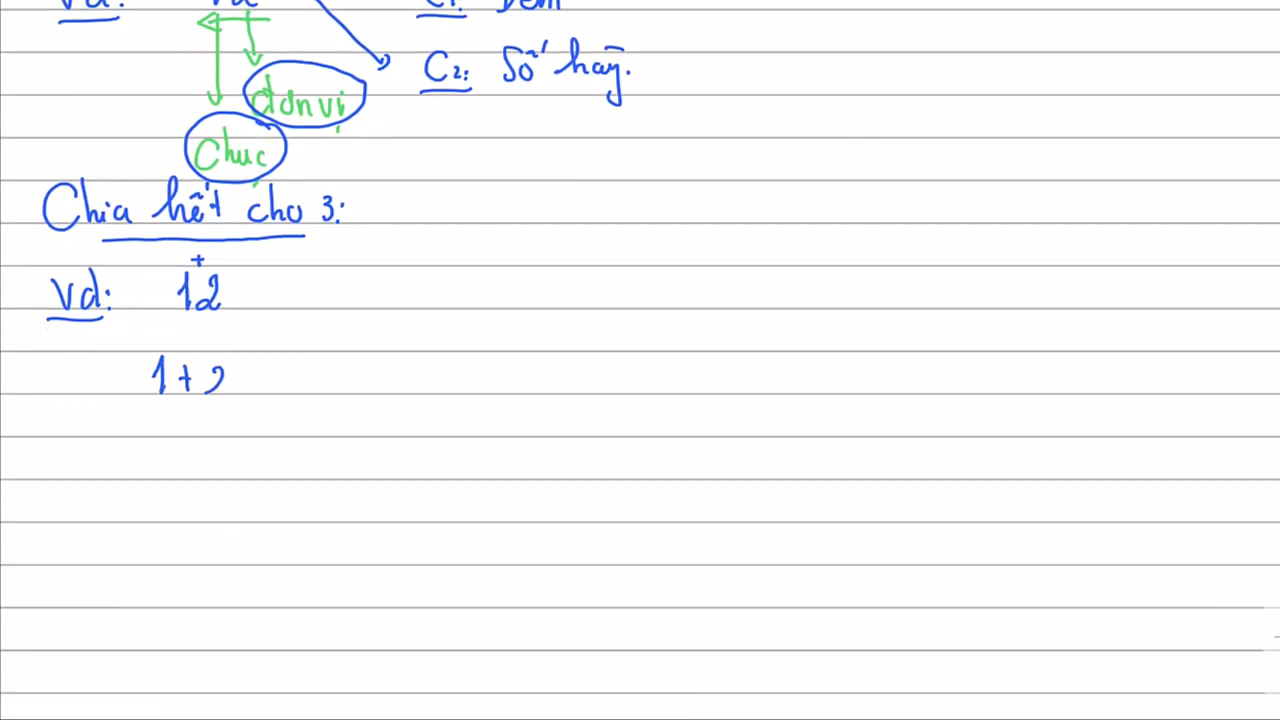 C2: Số hay.
đơn vị
chục
Chia hết cho 3:
Vd: 12
+
1+2